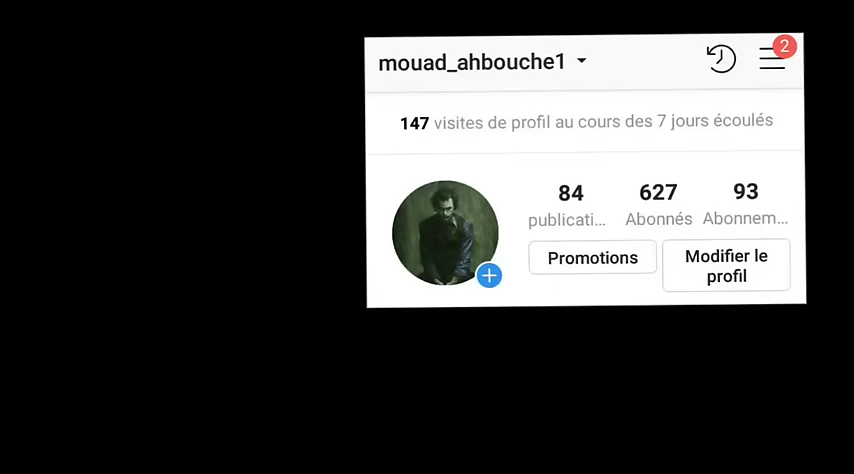 mouad_ahbouche1
2
147 visites de profil au cours des 7 jours écoulés
84 627 93
publicati... Abonnés Abonnem...
Promotions
Modifier le
profil